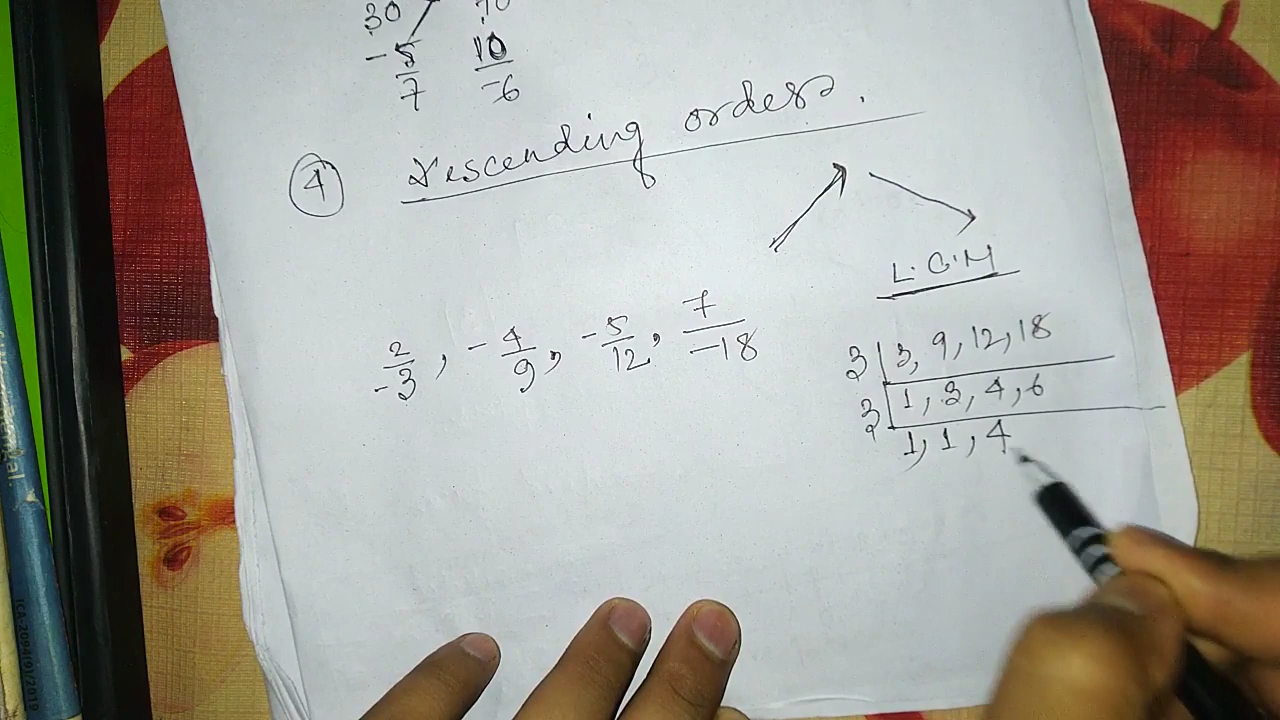 30 10
-5/7 10/-6
4 Descending order.
L.C.M
2/-3, -4/9, -5/12, 7/-18
3 | 3, 9, 12, 18
3 | 1, 3, 4, 6
1, 1, 4